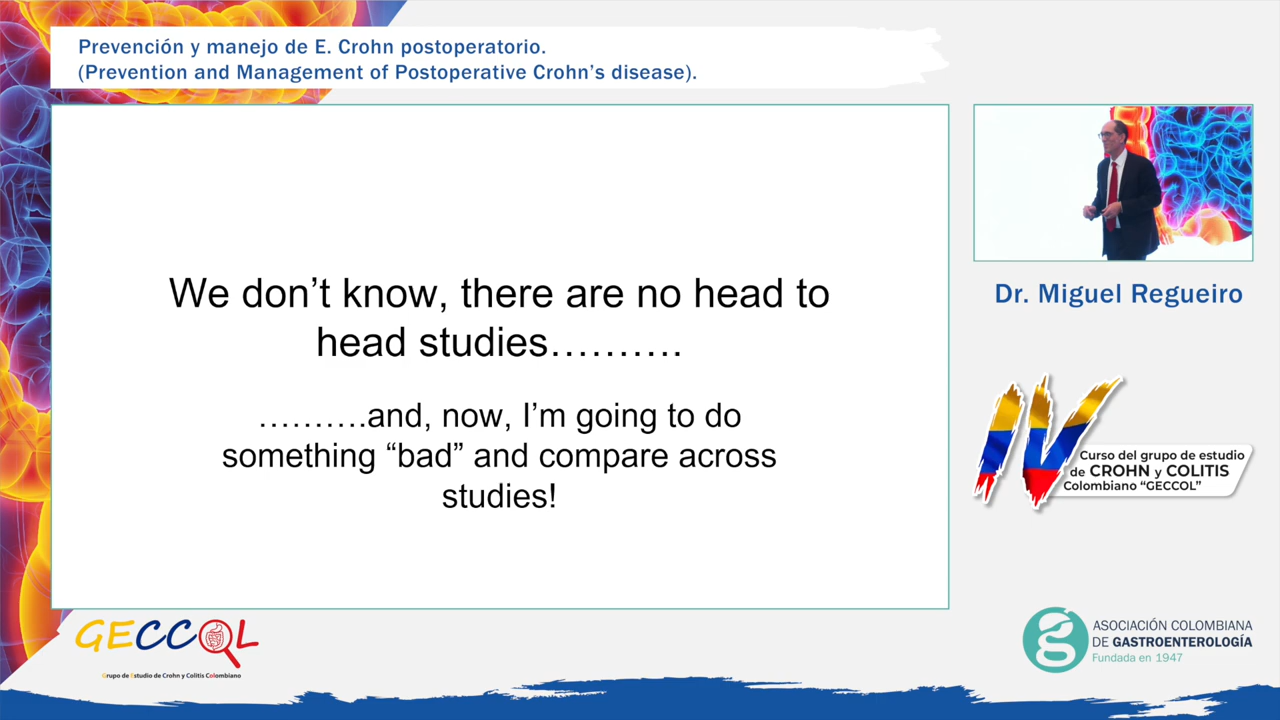 Prevención y manejo de E. Crohn postoperatorio.
(Prevention and Management of Postoperative Crohn’s disease).
We don’t know, there are no head to
head studies……….
……….and, now, I’m going to do
something “bad” and compare across
studies!
Dr. Miguel Regueiro
IV
Curso del grupo de estudio
de CROHN y COLITIS
Colombiano “GECCOL”
GECCOL
Grupo de Estudio de Crohn y Colitis Colombiano
ASOCIACIÓN COLOMBIANA
DE GASTROENTEROLOGÍA
Fundada en 1947